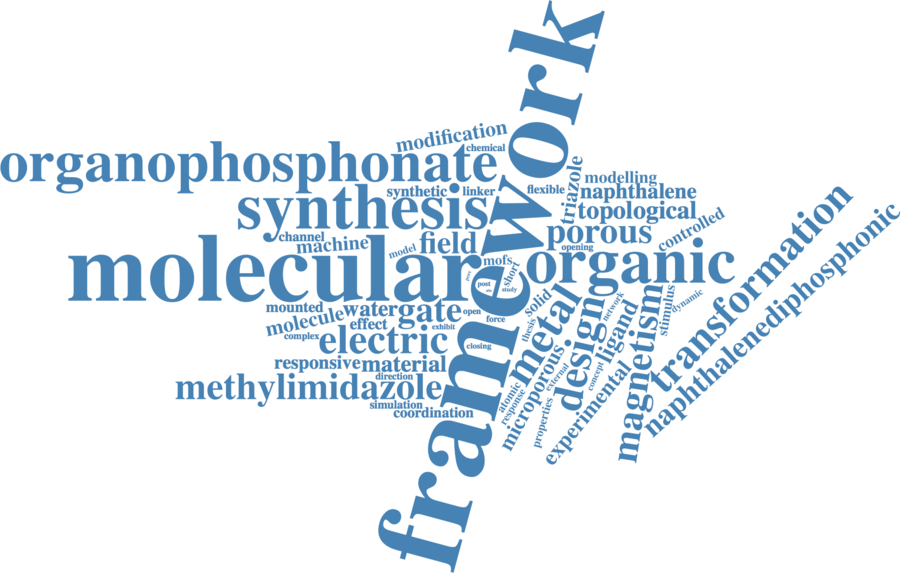 framework
modification
chemical
organophosphonate
synthetic
linker
flexible
triazole
modelling
naphthalene
synthesis
topological
porous
controlled
channel
machine
model
field
opening
mofs
molecular
organic
pore
post
short
study
mounted
watergate
open
solid
network
stimulus
dynamic
molecule
effect
force
exhibit
complex
electric
closing
thesis
metal
design
ligand
magnetism
transformation
naphthalenediphosphonic
responsive
material
direction
methylimidazole
simulation
coordination
atomic
response
microporous
external
concept
properties
experimental